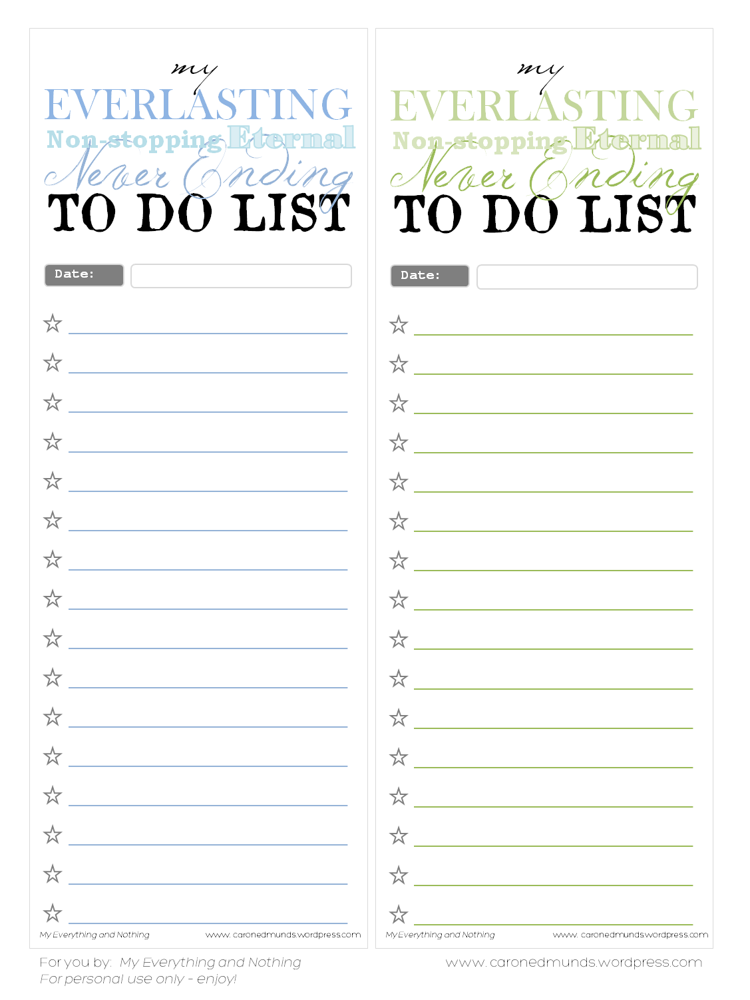 my
EVERLASTING
Non-stopping Eternal
Never Ending
TO DO LIST
Date:
My Everything and Nothing www. caronedmunds.wordpress.com
my
EVERLASTING
Non-stopping Eternal
Never Ending
TO DO LIST
Date:
My Everything and Nothing www. caronedmunds.wordpress.com
For you by: My Everything and Nothing www. caronedmunds.wordpress.com
For personal use only - enjoy!